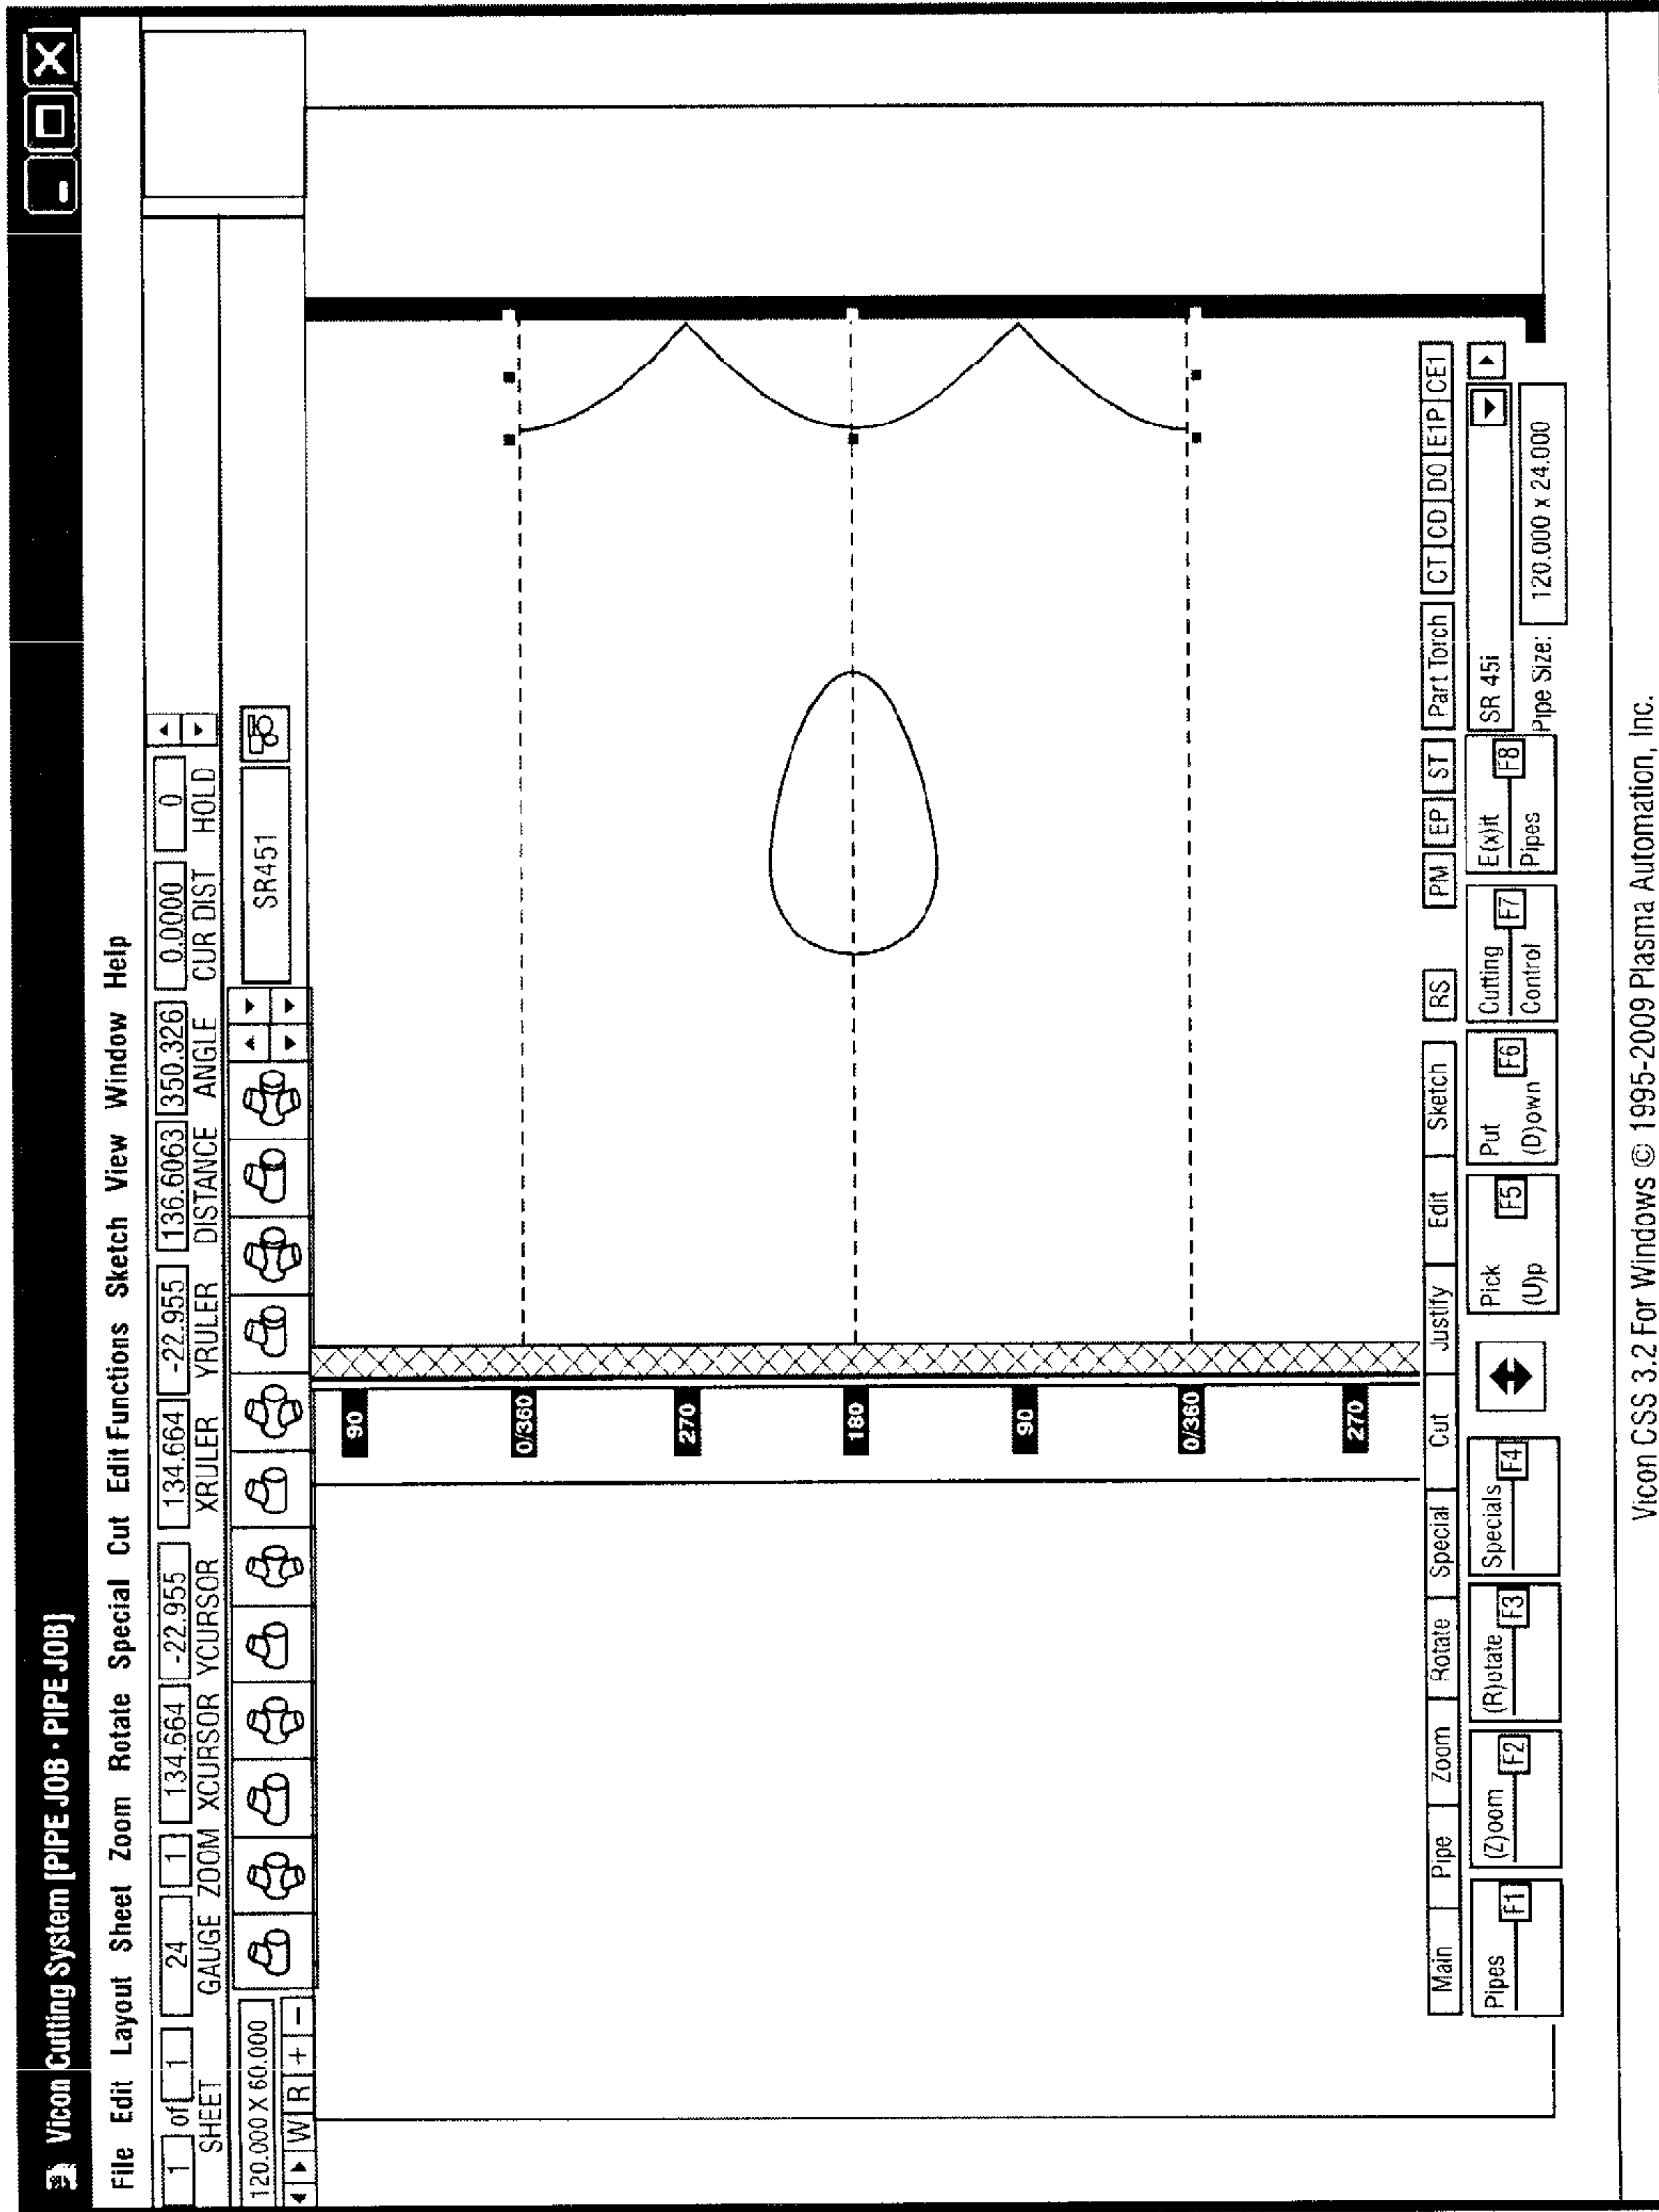 Vicon Cutting System [PIPE JOB · PIPE JOB]
File Edit Layout Sheet Zoom Rotate Special Cut Edit Functions Sketch View Window Help
1 of 1 24 1 134.664 -22.955 134.664 -22.955 136.6063 350.326 0.0000 0
SHEET GAUGE ZOOM XCURSOR YCURSOR XRULER YRULER DISTANCE ANGLE CUR DIST HOLD
120.000 X 60.000
W R + -
SR451
90
0/360
270
180
90
0/360
270
Main Pipe Zoom Rotate Special Cut Justify Edit Sketch RS PM EP ST Part Torch CT CD DO E1P CE1
Pipes F1
(Z)oom F2
(R)otate F3
Specials F4
Pick F5
(U)p
Put F6
(D)own
Cutting F7
Control
E(x)it F8
Pipes
SR 45i
Pipe Size: 120.000 x 24.000
Vicon CSS 3.2 For Windows © 1995-2009 Plasma Automation, Inc.